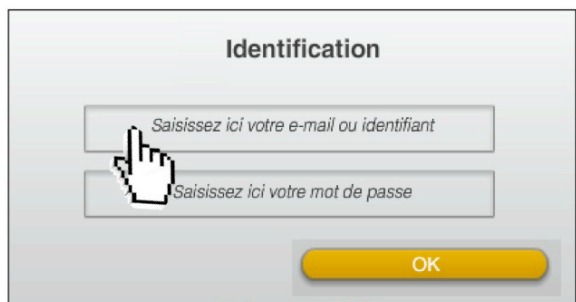 Identification
Saisissez ici votre e-mail ou identifiant
Saisissez ici votre mot de passe
OK